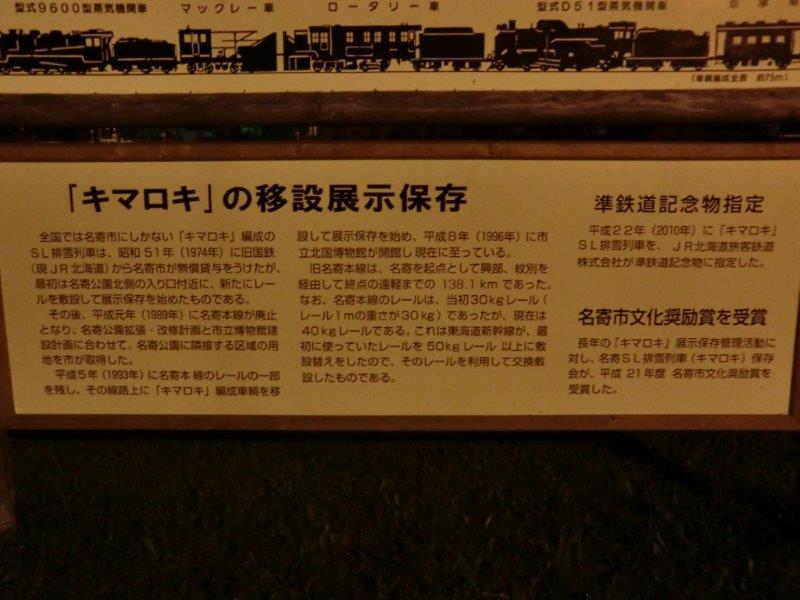 型式9600型蒸気機関車
マックレー車
ロータリー車
型式D51型蒸気機関車
（車輌編成全長 約75m）
「キマロキ」の移設展示保存
全国では名寄市にしかない「キマロキ」編成の
SL排雪列車は、昭和51年（1974年）に旧国鉄
（現JR北海道）から名寄市が無償貸与をうけたが、
最初は名寄公園北側の入り口付近に、新たにレー
ルを敷設して展示保存を始めたものである。
その後、平成元年（1989年）に名寄本線が廃止
となり、名寄公園拡張・改修計画と市立博物館建
設計画に合わせて、名寄公園に隣接する区域の用
地を市が取得した。
平成5年（1993年）に名寄本線のレールの一部
を残し、その線路上に「キマロキ」編成車輌を移
設して展示保存を始め、平成8年（1996年）に市
立北国博物館が開館し現在に至っている。
旧名寄本線は、名寄を起点として興部、紋別を
経由して終点の遠軽までの138.1kmであった。
なお、名寄本線のレールは、当初30kgレール（
レール1mの重さが30kg）であったが、現在は
40kgレールである。これは東海道新幹線が、最
初に使っていたレールを50kgレール以上に敷
設替えをしたので、そのレールを利用して交換敷
設したものである。
準鉄道記念物指定
平成22年（2010年）に「キマロキ」
SL排雪列車を、JR北海道旅客鉄道
株式会社が準鉄道記念物に指定した。
名寄市文化奨励賞を受賞
長年の「キマロキ」展示保存管理活動に
対し、名寄SL排雪列車（キマロキ）保存
会が、平成21年度 名寄市文化奨励賞を
受賞した。